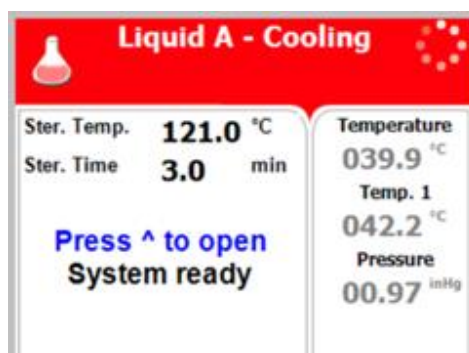 Liquid A - Cooling
Ster. Temp. 121.0 °C
Ster. Time 3.0 min
Press ^ to open
System ready
Temperature
039.9 °C
Temp. 1
042.2 °C
Pressure
00.97 inHg